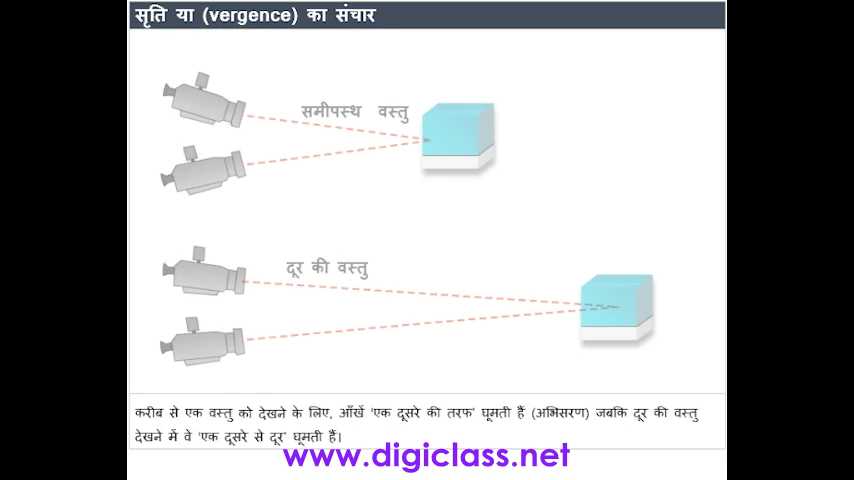 सृति या (vergence) का संचार
समीपस्थ वस्तु
दूर की वस्तु
करीब से एक वस्तु को देखने के लिए, आँखें 'एक दूसरे की तरफ' घूमती हैं (अभिसरण) जबकि दूर की वस्तु
देखने में वे 'एक दूसरे से दूर' घूमती हैं।
www.digiclass.net